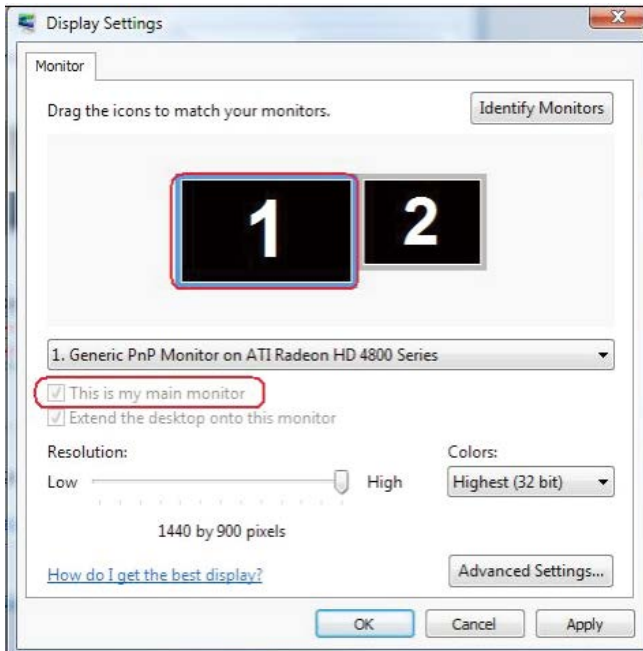 Display Settings
Monitor
Drag the icons to match your monitors.
Identify Monitors
1
2
1. Generic PnP Monitor on ATI Radeon HD 4800 Series
This is my main monitor
Extend the desktop onto this monitor
Resolution:
Colors:
Low
High
Highest (32 bit)
1440 by 900 pixels
How do I get the best display?
Advanced Settings...
OK
Cancel
Apply